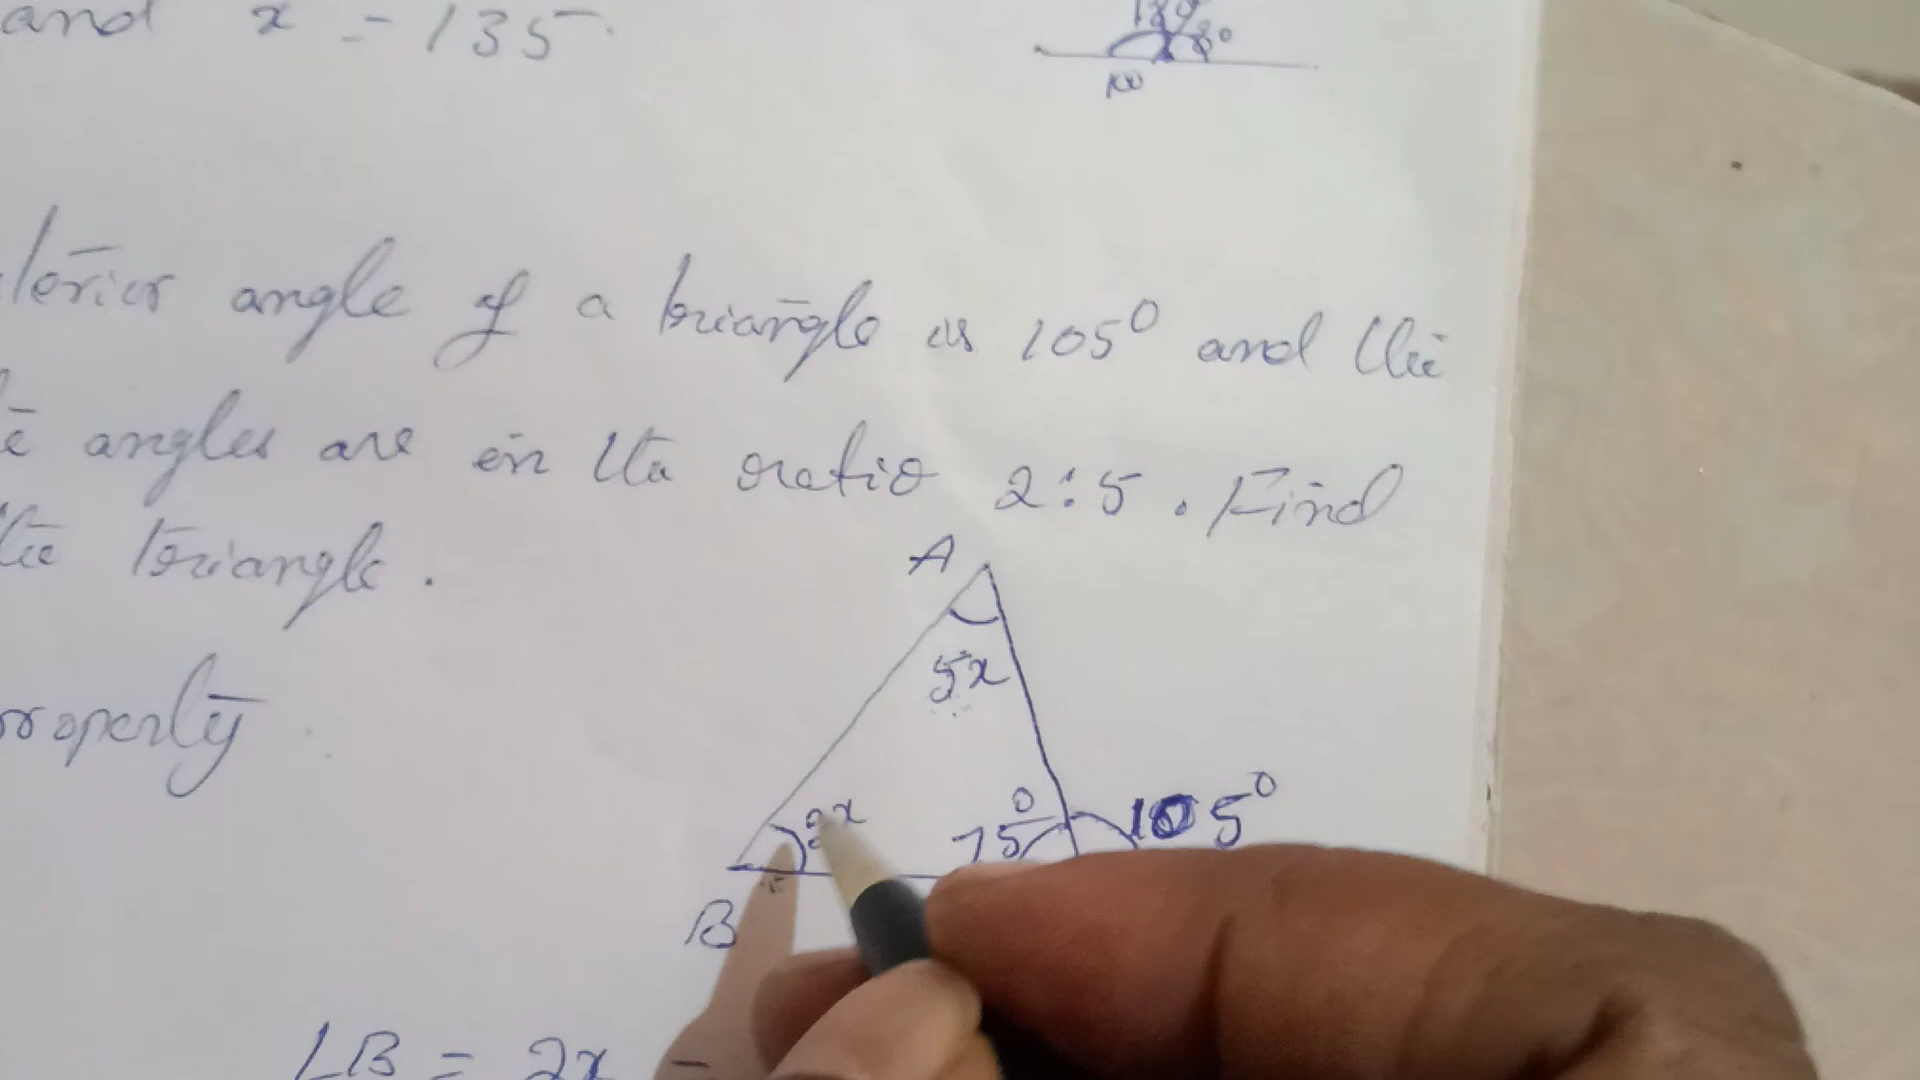 and x = 135
180
80
100
terior angle of a triangle is 105° and the
e angles are in the ratio 2:5. Find
the triangle.
A
5x
2x
75°
105°
roperty
B
∠B = 2x =